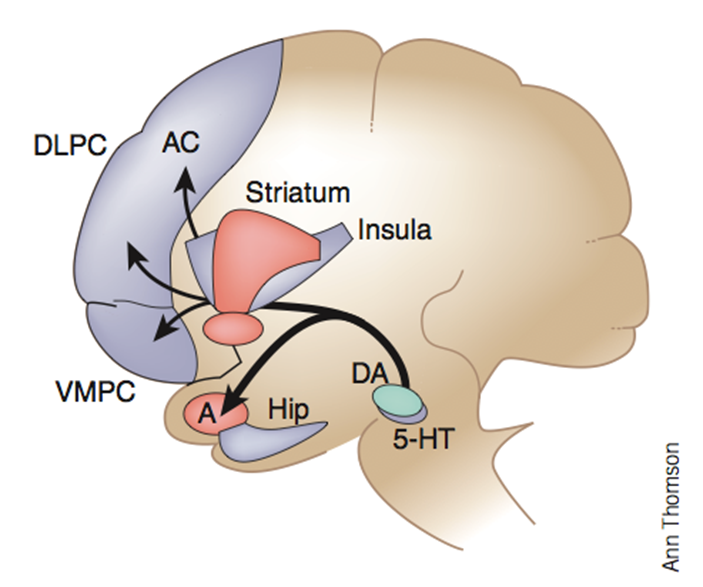 DLPC
AC
Striatum
Insula
VMPC
A
Hip
DA
5-HT
Ann Thomson